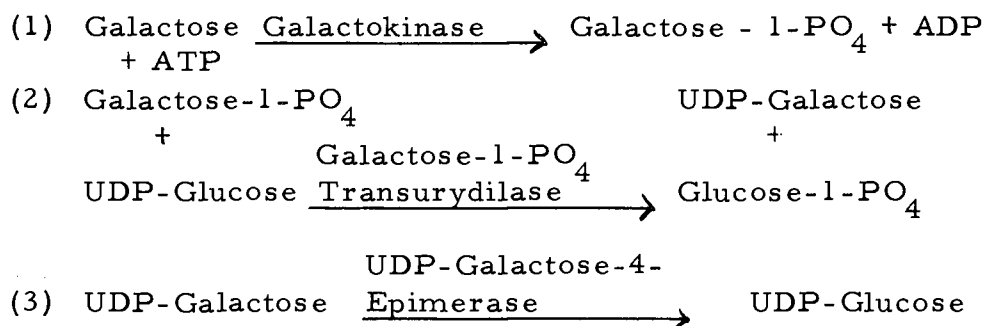 (1) Galactose Galactokinase Galactose - 1-PO4 + ADP
+ ATP
(2) Galactose-1-PO4 UDP-Galactose
+ +
Galactose-1-PO4
UDP-Glucose Transurydilase Glucose-1-PO4
UDP-Galactose-4-
(3) UDP-Galactose Epimerase UDP-Glucose